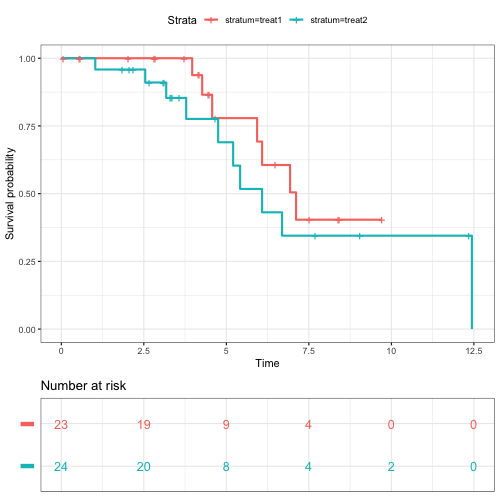 Strata stratum=treat1 stratum=treat2
1.00
0.75
0.50
0.25
0.00
Survival probability
0 2.5 5 7.5 10 12.5
Time
Number at risk
23 19 9 4 0 0
24 20 8 4 2 0